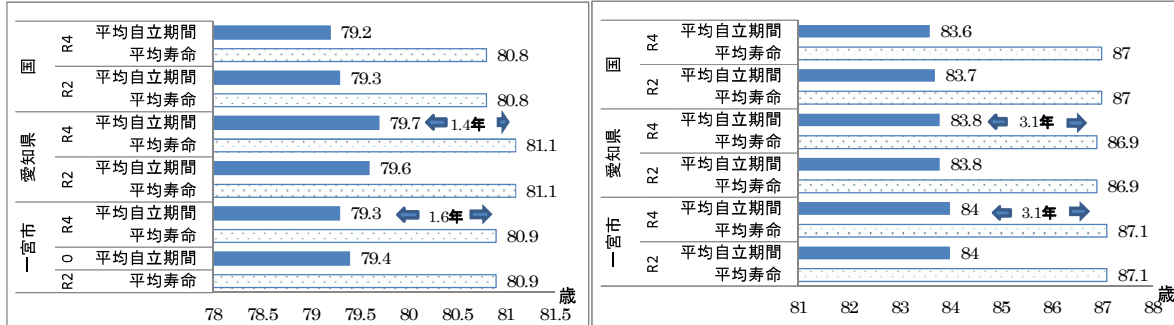 国
R4
平均自立期間
79.2
平均寿命
80.8
R2
平均自立期間
79.3
平均寿命
80.8
愛知県
R4
平均自立期間
79.7
1.4年
平均寿命
81.1
R2
平均自立期間
79.6
平均寿命
81.1
一宮市
R4
平均自立期間
79.3
1.6年
平均寿命
80.9
R2 0
平均自立期間
79.4
平均寿命
80.9
歳
78 78.5 79 79.5 80 80.5 81 81.5
国
R4
平均自立期間
83.6
平均寿命
87
R2
平均自立期間
83.7
平均寿命
87
愛知県
R4
平均自立期間
83.8
3.1年
平均寿命
86.9
R2
平均自立期間
83.8
平均寿命
86.9
一宮市
R4
平均自立期間
84
3.1年
平均寿命
87.1
R2
平均自立期間
84
平均寿命
87.1
歳
81 82 83 84 85 86 87 88